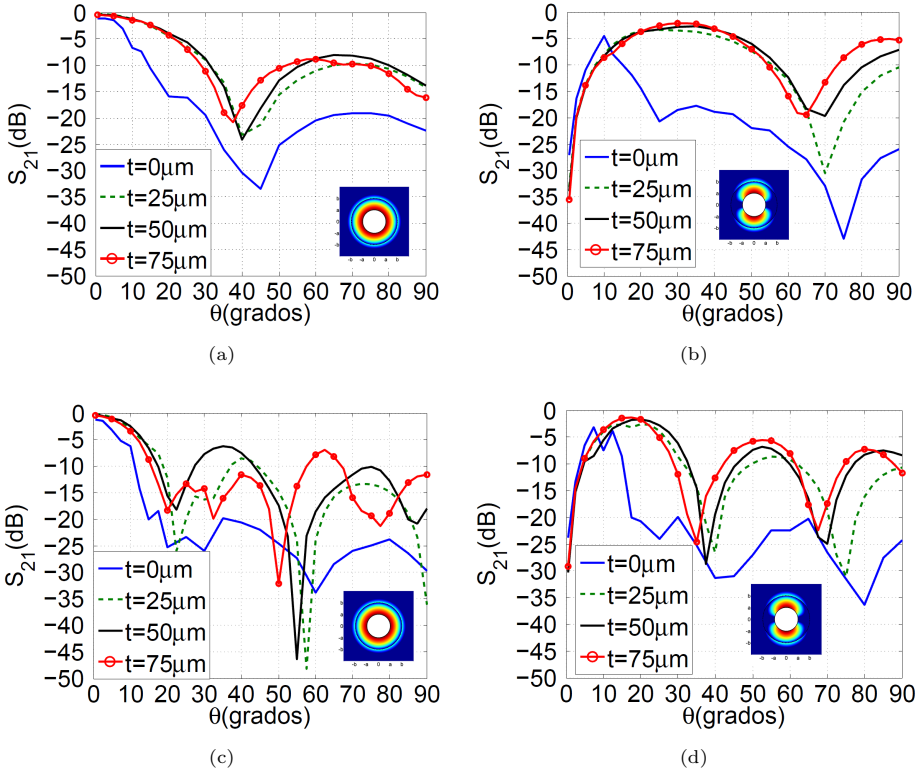 0
−5
−10
−15
−20
−25
−30
−35
−40
−45
−50
S21(dB)
t=0μm
t=25μm
t=50μm
t=75μm
b
a
-a
-b
-b -a 0 a b
0 10 20 30 40 50 60 70 80 90
θ(grados)
(a)
0
−5
−10
−15
−20
−25
−30
−35
−40
−45
−50
S21(dB)
t=0μm
t=25μm
t=50μm
t=75μm
b
a
-a
-b
-b -a 0 a b
0 10 20 30 40 50 60 70 80 90
θ(grados)
(b)
0
−5
−10
−15
−20
−25
−30
−35
−40
−45
−50
S21(dB)
t=0μm
t=25μm
t=50μm
t=75μm
b
a
-a
-b
-b -a 0 a b
0 10 20 30 40 50 60 70 80 90
θ(grados)
(c)
0
−5
−10
−15
−20
−25
−30
−35
−40
−45
−50
S21(dB)
t=0μm
t=25μm
t=50μm
t=75μm
b
a
-a
-b
-b -a 0 a b
0 10 20 30 40 50 60 70 80 90
θ(grados)
(d)